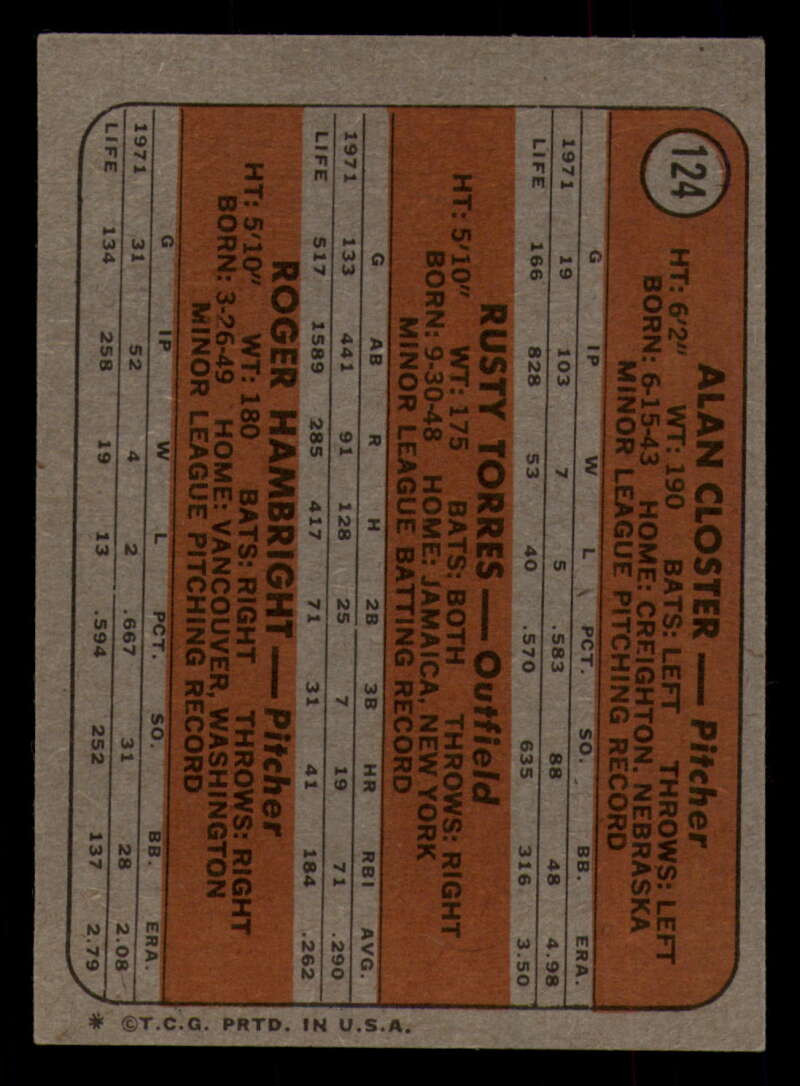 124
ALAN CLOSTER — Pitcher
HT: 6'2" WT: 190 BATS: LEFT THROWS: LEFT
BORN: 6-15-43 HOME: CREIGHTON, NEBRASKA
MINOR LEAGUE PITCHING RECORD
G IP W L PCT. SO. BB. ERA.
1971 19 103 7 5 .583 88 48 4.98
LIFE 166 828 53 40 .570 635 316 3.50
RUSTY TORRES — Outfield
HT: 5'10" WT: 175 BATS: BOTH THROWS: RIGHT
BORN: 9-30-48 HOME: JAMAICA, NEW YORK
MINOR LEAGUE BATTING RECORD
G AB R H 2B 3B HR RBI AVG.
1971 133 441 91 128 25 7 19 71 .290
LIFE 517 1589 285 417 71 31 41 184 .262
ROGER HAMBRIGHT — Pitcher
HT: 5'10" WT: 180 BATS: RIGHT THROWS: RIGHT
BORN: 3-26-49 HOME: VANCOUVER, WASHINGTON
MINOR LEAGUE PITCHING RECORD
G IP W L PCT. SO. BB. ERA.
1971 31 52 4 2 .667 31 28 2.08
LIFE 134 258 19 13 .594 252 137 2.79
* ©T.C.G. PRTD. IN U.S.A.